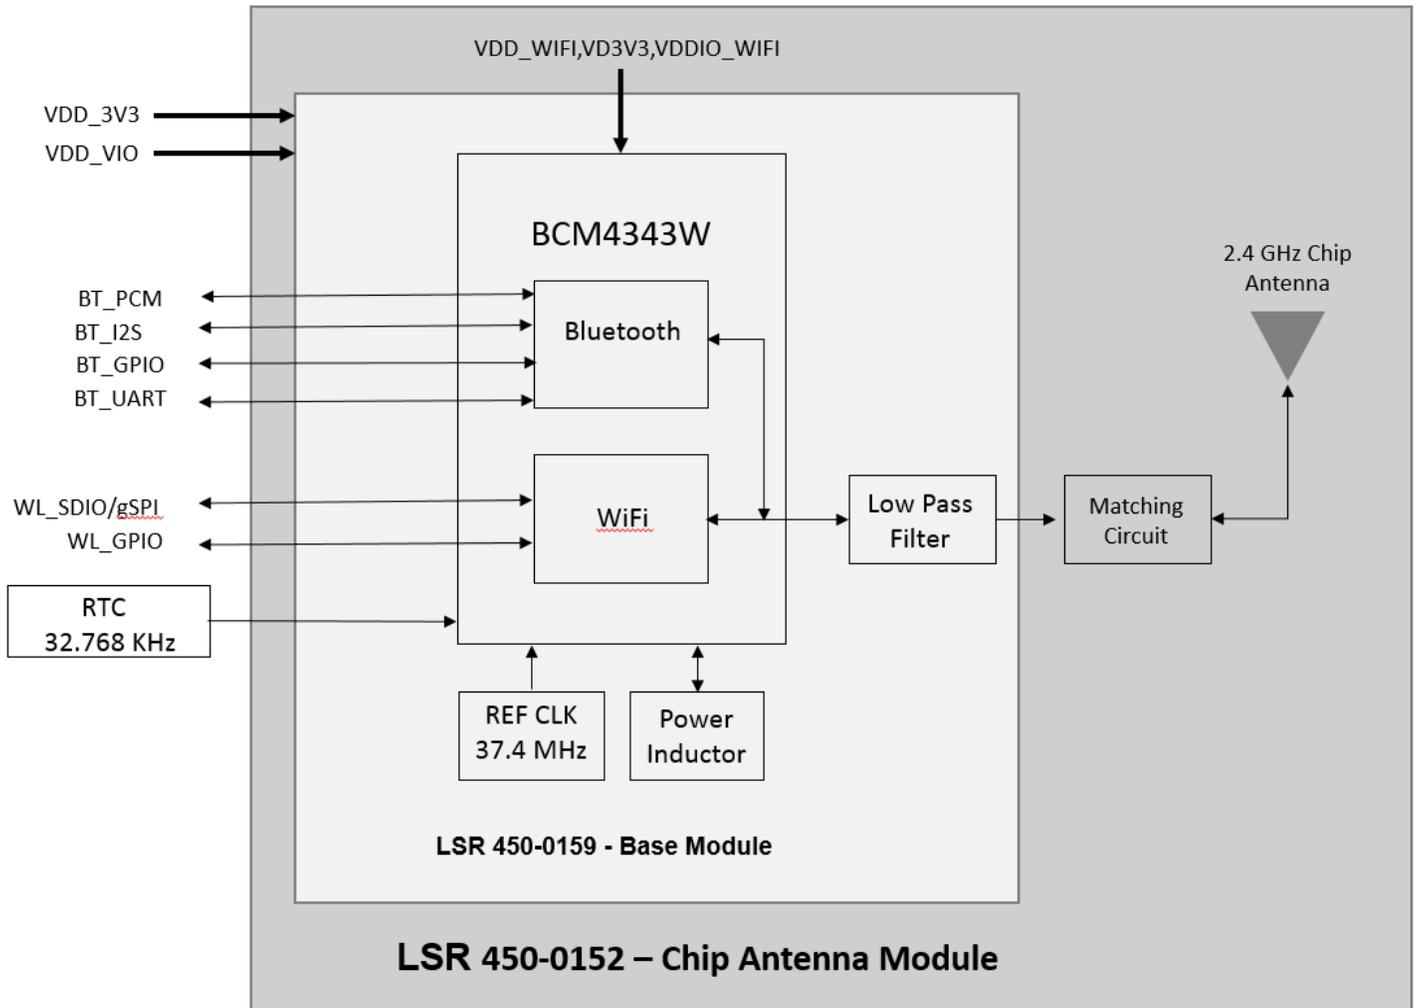 VDD_WIFI,VD3V3,VDDIO_WIFI
VDD_3V3
VDD_VIO
BCM4343W
2.4 GHz Chip
Antenna
BT_PCM
BT_I2S
BT_GPIO
BT_UART
Bluetooth
WL_SDIO/gSPI
WL_GPIO
WiFi
Low Pass
Filter
Matching
Circuit
RTC
32.768 KHz
REF CLK
37.4 MHz
Power
Inductor
LSR 450-0159 - Base Module
LSR 450-0152 – Chip Antenna Module